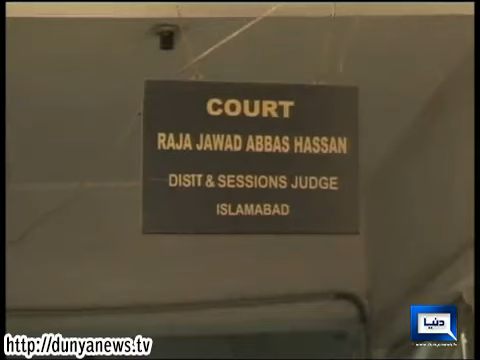 COURT
RAJA JAWAD ABBAS HASSAN
DISTT & SESSIONS JUDGE
ISLAMABAD
دنیا
http://dunyanews.tv